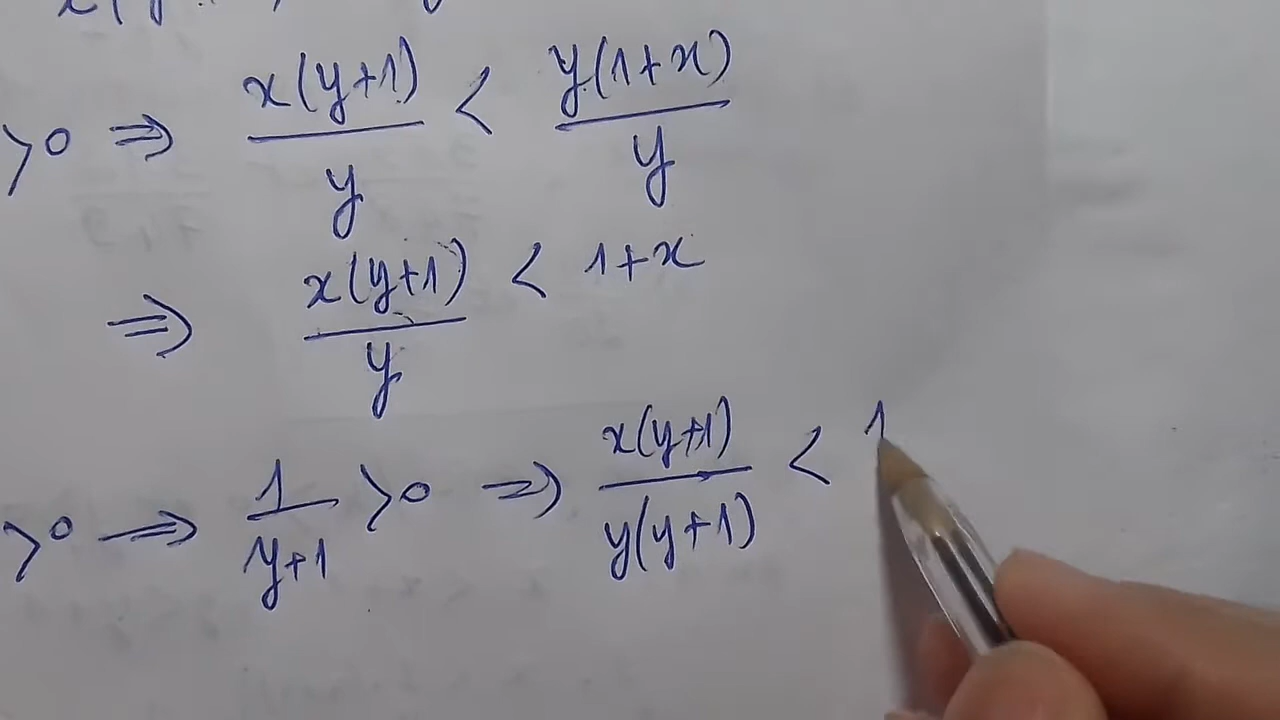 >0 ⇒ x(y+1)/y < y(1+x)/y
⇒ x(y+1)/y < 1+x
>0 ⇒ 1/(y+1) >0 ⇒ x(y+1)/y(y+1) < 1